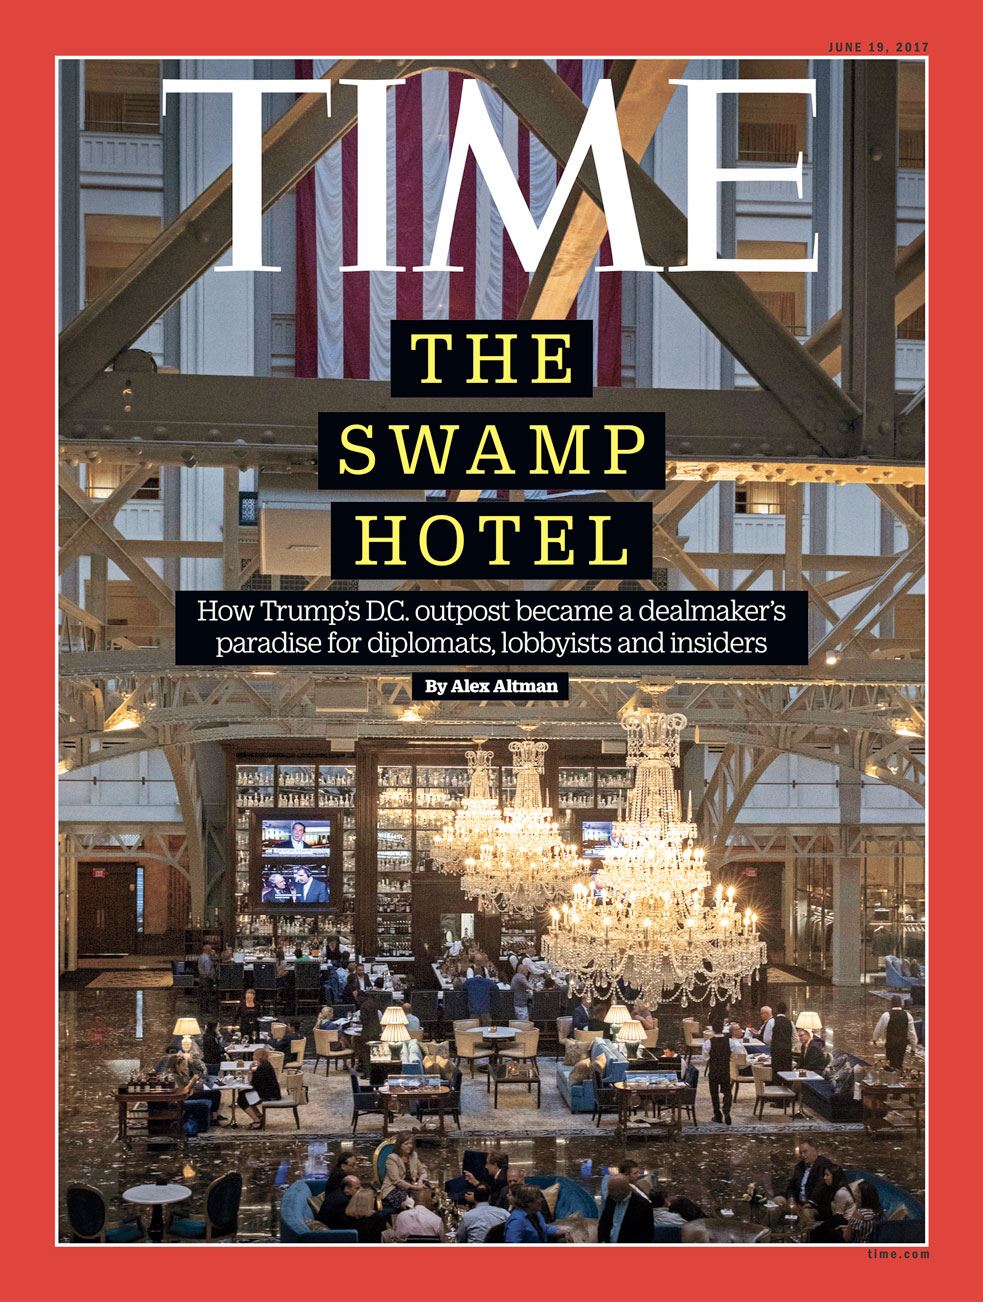 JUNE 19, 2017
TIME
THE
SWAMP
HOTEL
How Trump's D.C. outpost became a dealmaker's
paradise for diplomats, lobbyists and insiders
By Alex Altman
time.com